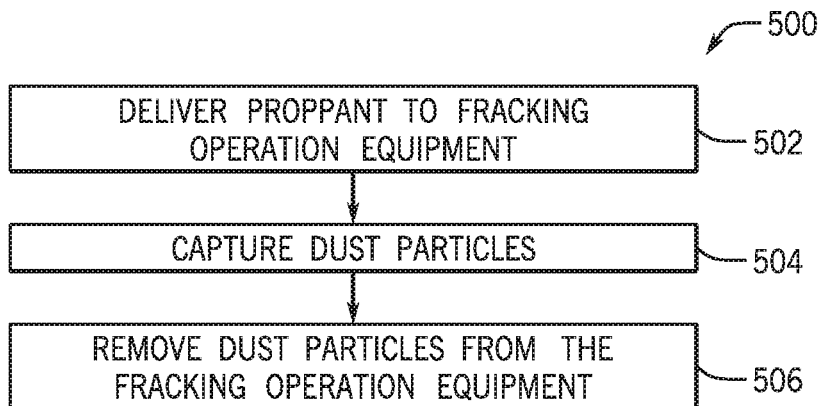 500
DELIVER PROPPANT TO FRACKING
OPERATION EQUIPMENT
502
CAPTURE DUST PARTICLES
504
REMOVE DUST PARTICLES FROM THE
FRACKING OPERATION EQUIPMENT
506